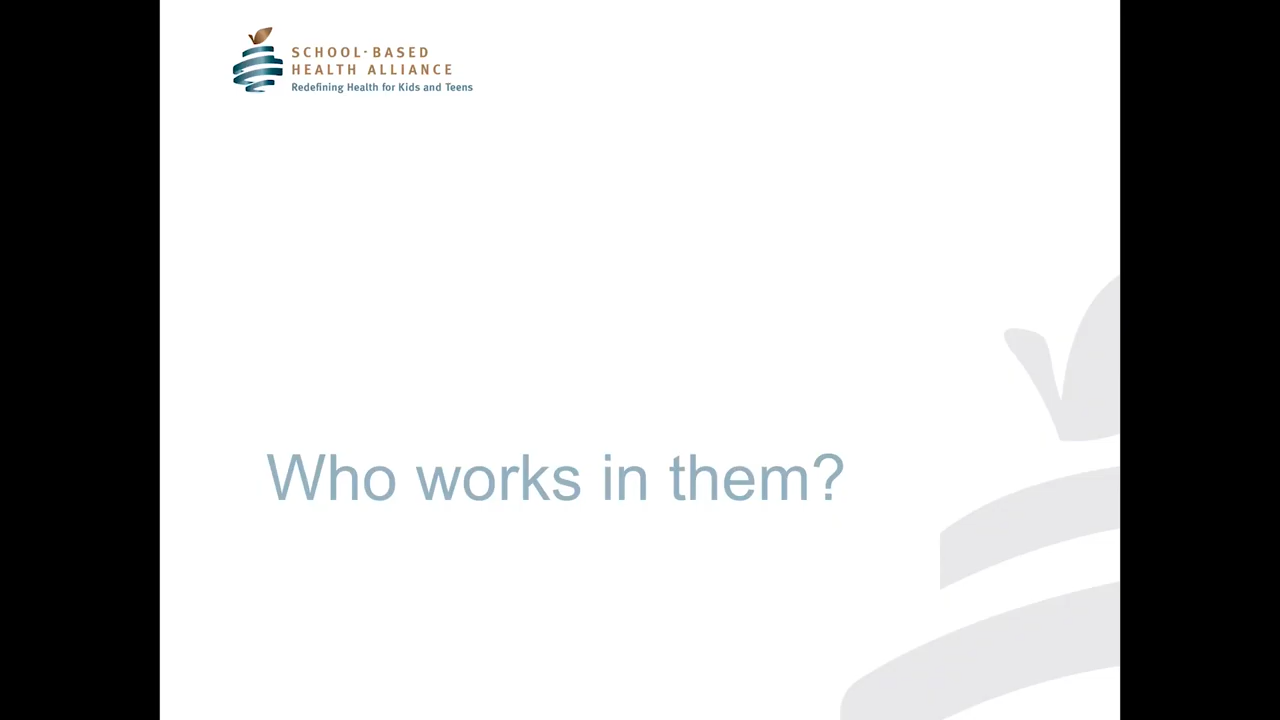 SCHOOL-BASED
HEALTH ALLIANCE
Redefining Health for Kids and Teens
Who works in them?